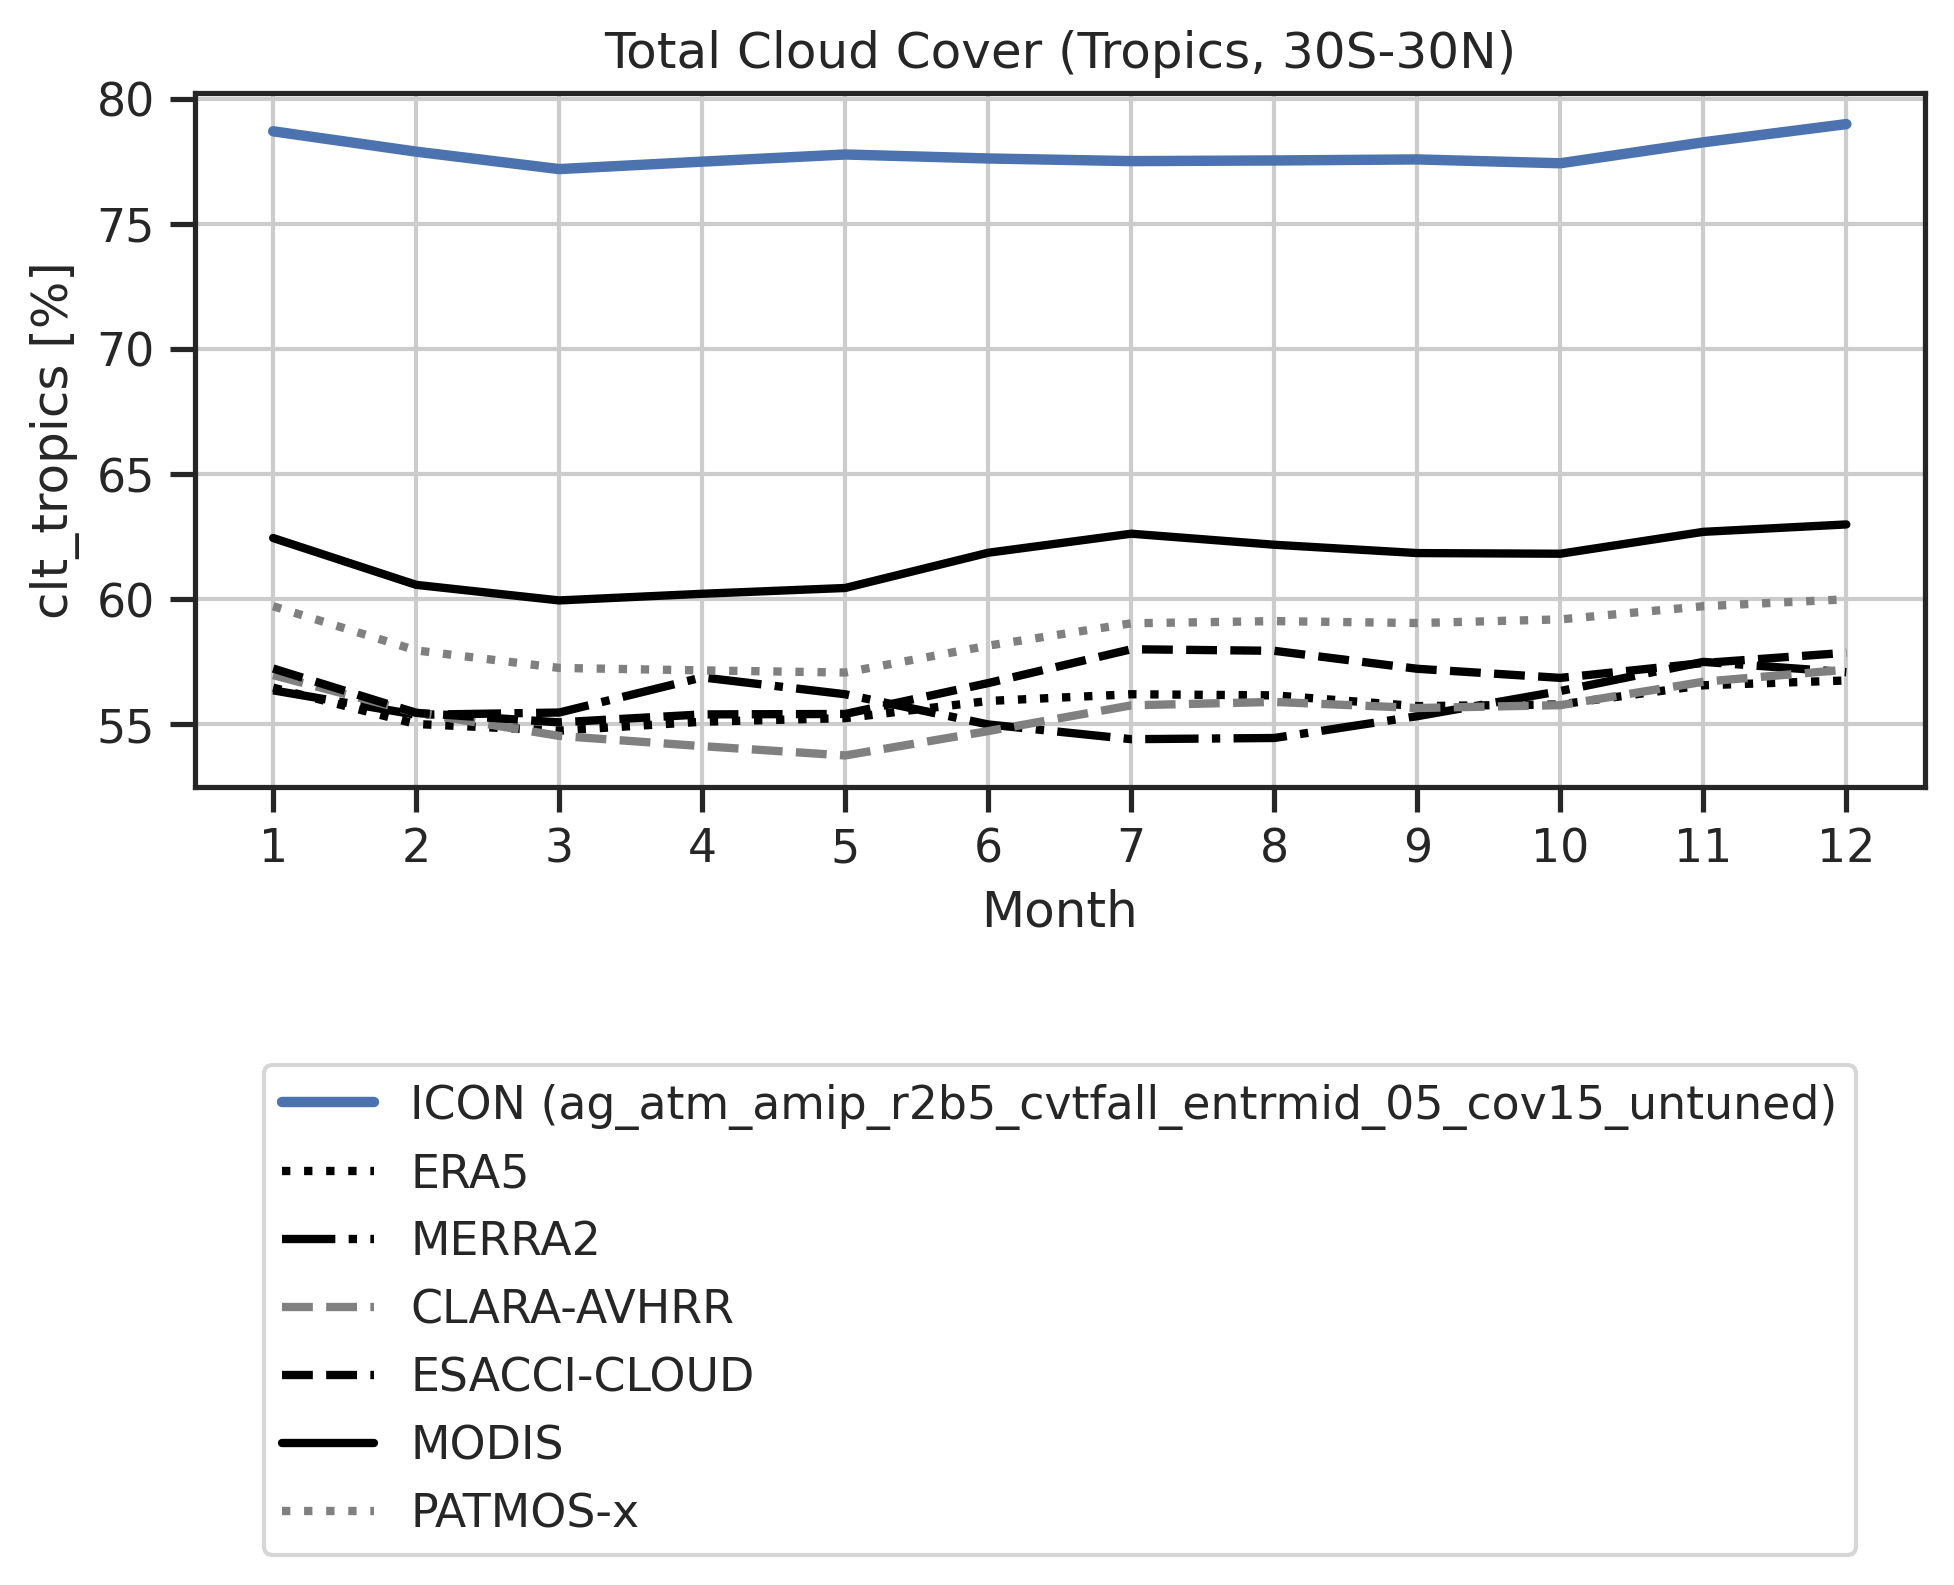 Total Cloud Cover (Tropics, 30S-30N)
80
75
70
65
60
55
clt_tropics [%]
1 2 3 4 5 6 7 8 9 10 11 12
Month
ICON (ag_atm_amip_r2b5_cvtfall_entrmid_05_cov15_untuned)
ERA5
MERRA2
CLARA-AVHRR
ESACCI-CLOUD
MODIS
PATMOS-x